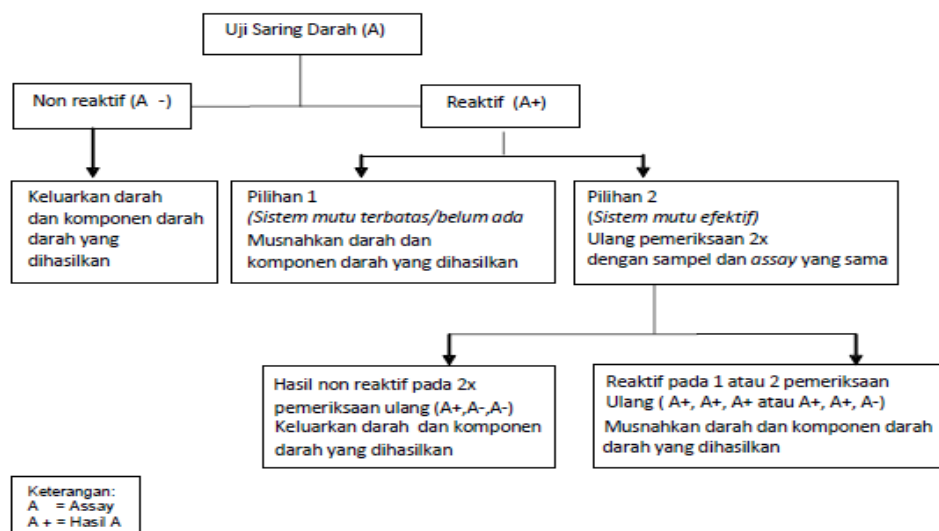 Uji Saring Darah (A)
Non reaktif (A -)
Reaktif (A+)
Keluarkan darah
dan komponen darah
darah yang
dihasilkan
Pilihan 1
(Sistem mutu terbatas/belum ada
Musnahkan darah dan
komponen darah yang dihasilkan
Pilihan 2
(Sistem mutu efektif)
Ulang pemeriksaan 2x
dengan sampel dan assay yang sama
Hasil non reaktif pada 2x
pemeriksaan ulang (A+,A-,A-)
Keluarkan darah dan komponen
darah yang dihasilkan
Reaktif pada 1 atau 2 pemeriksaan
Ulang ( A+, A+, A+ atau A+, A+, A-)
Musnahkan darah dan komponen darah
darah yang dihasilkan
Keterangan:
A = Assay
A + = Hasil A